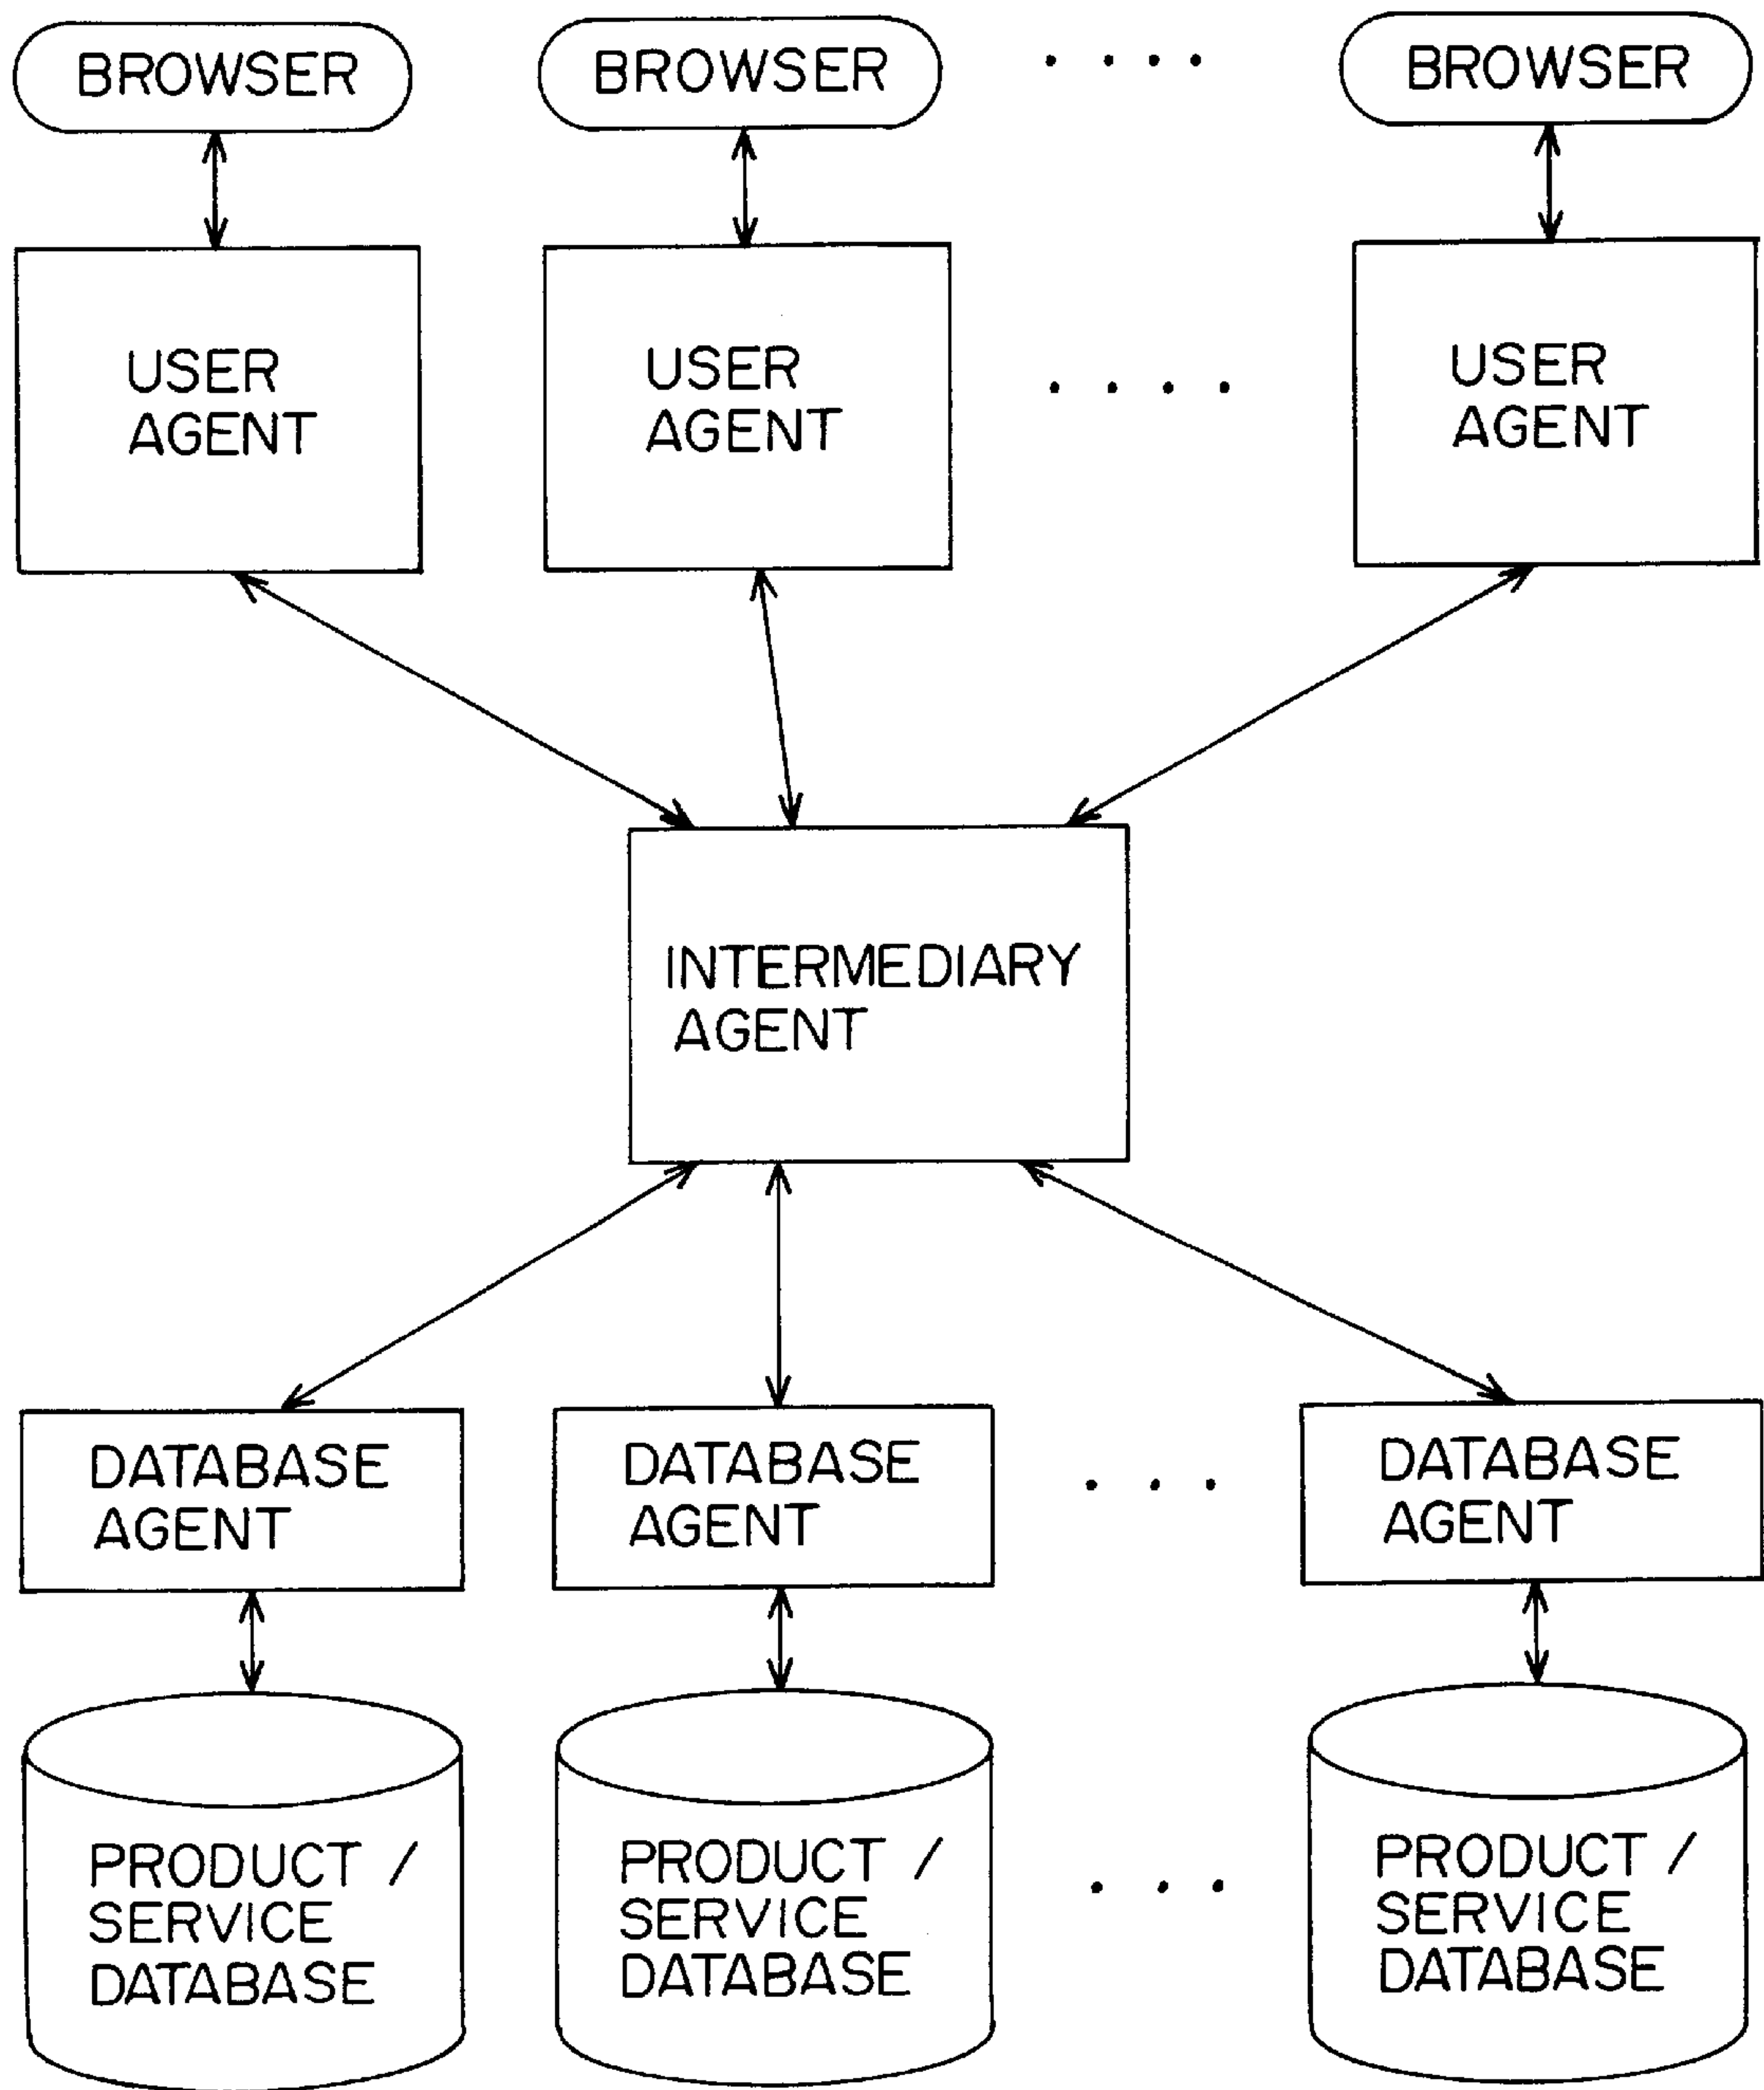 BROWSER
BROWSER
. . . .
BROWSER
USER
AGENT
USER
AGENT
. . . .
USER
AGENT
INTERMEDIARY
AGENT
DATABASE
AGENT
DATABASE
AGENT
. . .
DATABASE
AGENT
PRODUCT /
SERVICE
DATABASE
PRODUCT /
SERVICE
DATABASE
. . .
PRODUCT /
SERVICE
DATABASE